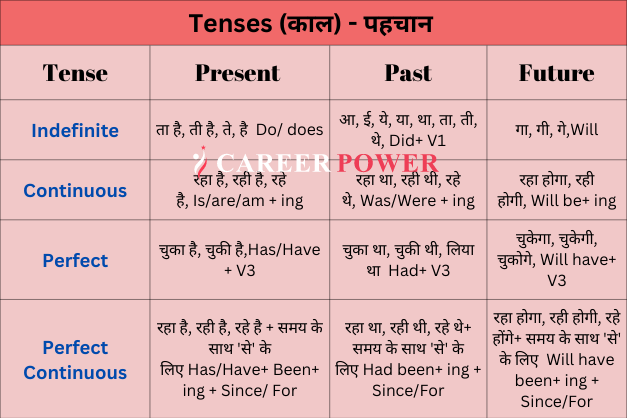 Tenses (काल) - पहचान
Tense Present Past Future
Indefinite
ता है, ती है, ते, है Do/ does
आ, ई, ये, या, था, ता, ती,
थे, Did+ V1
गा, गी, गे,Will
CAREER POWER
Continuous
रहा है, रही है, रहे
है, Is/are/am + ing
रहा था, रही थी, रहे
थे, Was/Were + ing
रहा होगा, रही
होगी, Will be+ ing
Perfect
चुका है, चुकी है,Has/Have
+ V3
चुका था, चुकी थी, लिया
था Had+ V3
चुकेगा, चुकेगी,
चुकोगे, Will have+
V3
Perfect
Continuous
रहा है, रही है, रहे है + समय के
साथ 'से' के
लिए Has/Have+ Been+
ing + Since/ For
रहा था, रही थी, रहे थे+
समय के साथ 'से' के
लिए Had been+ ing +
Since/For
रहा होगा, रही होगी, रहे
होंगे+ समय के साथ 'से'
के लिए Will have
been+ ing +
Since/For